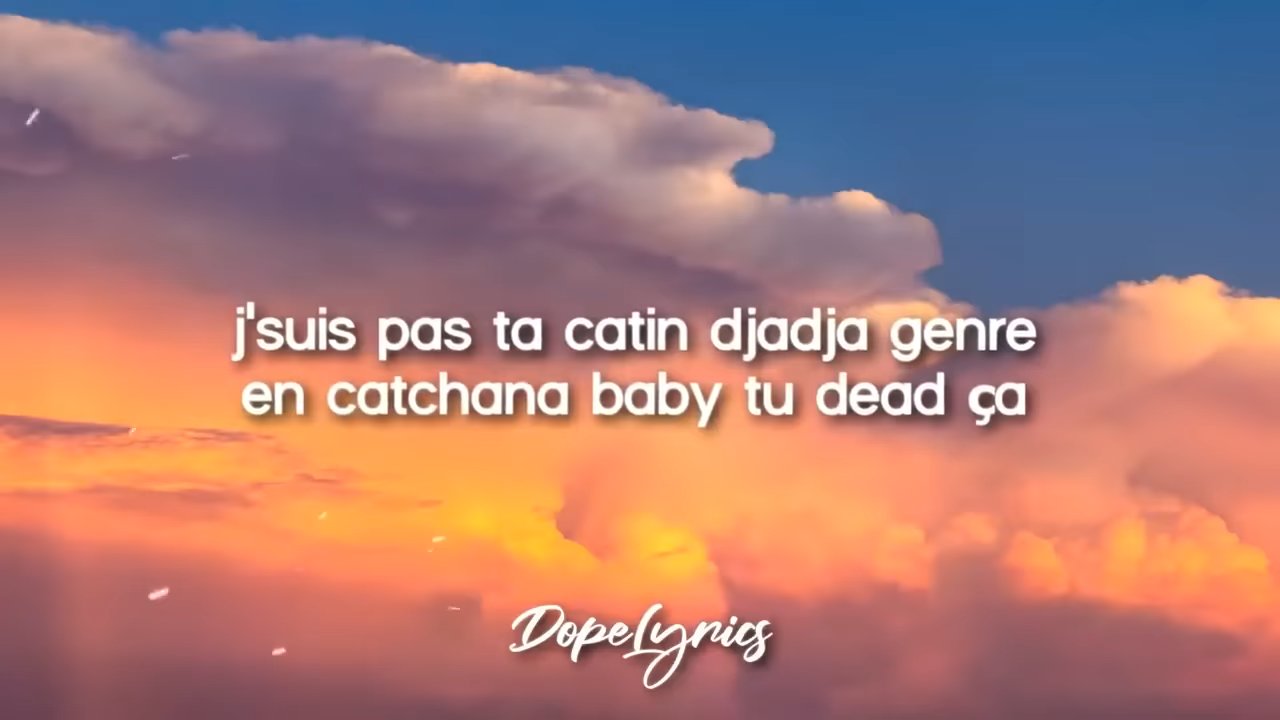 j'suis pas ta catin djadja genre
en catchana baby tu dead ça
DopeLyrics